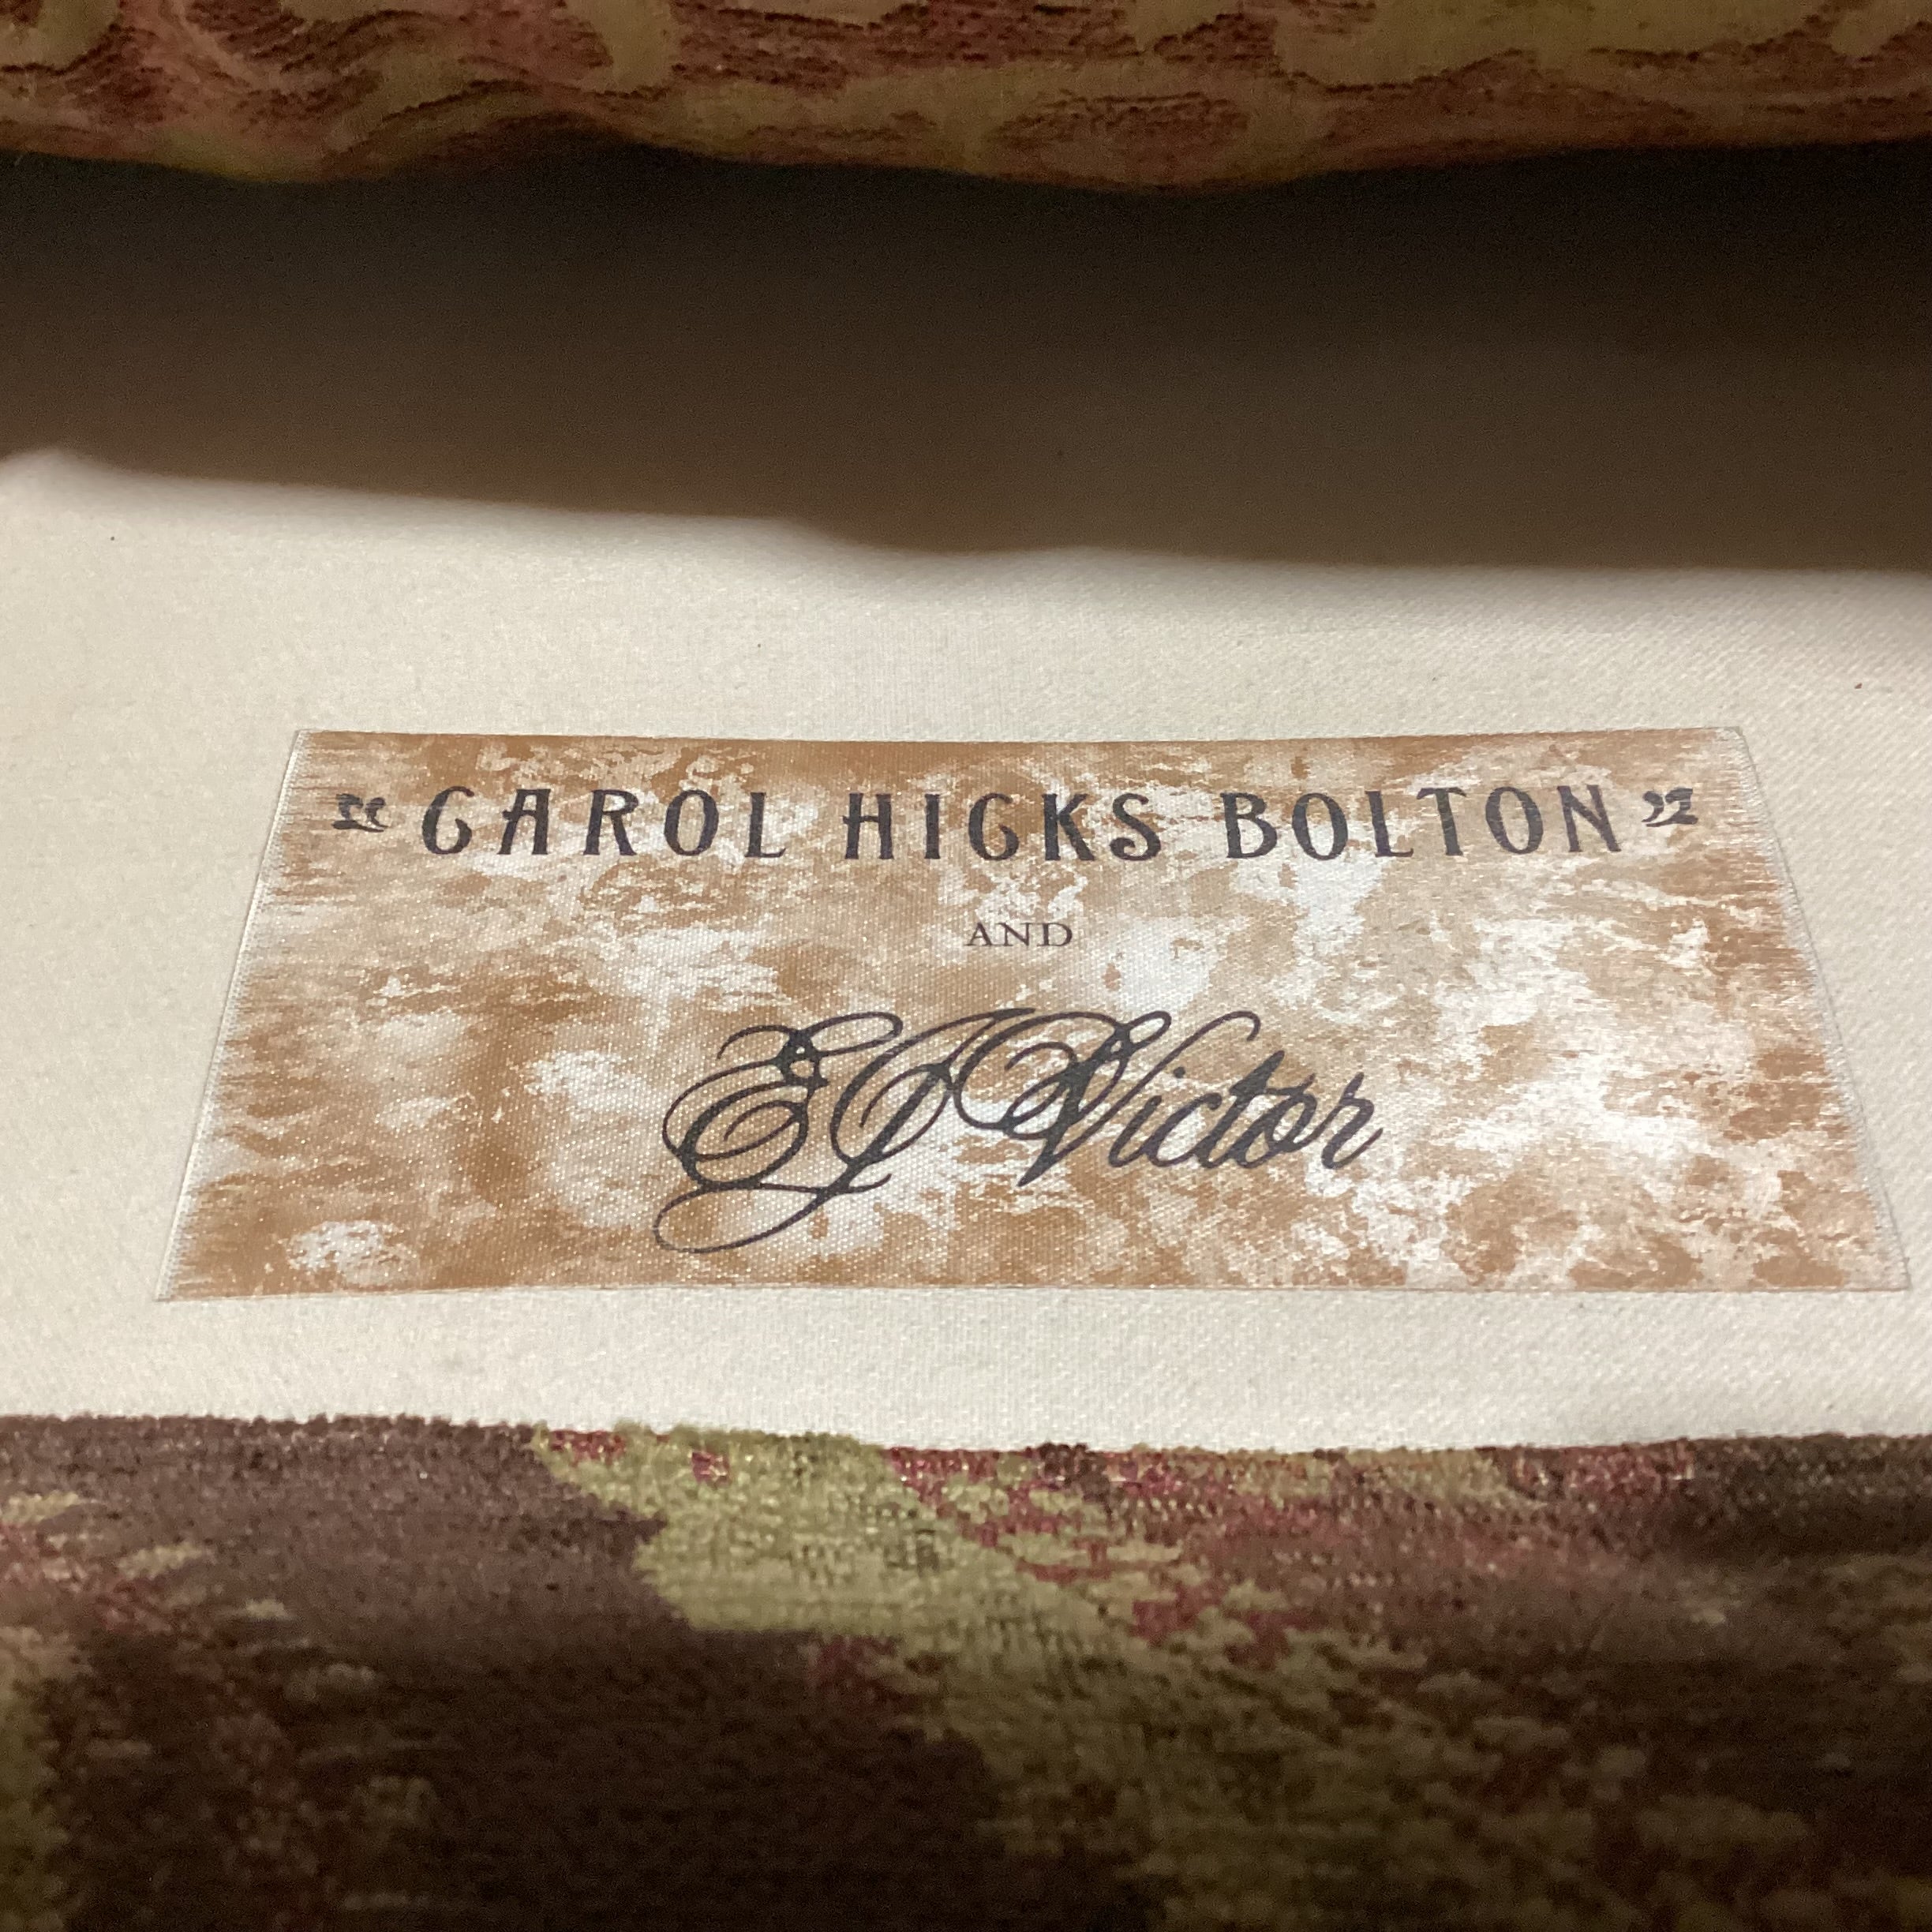 CAROL HICKS BOLTON
AND
EJ Victor